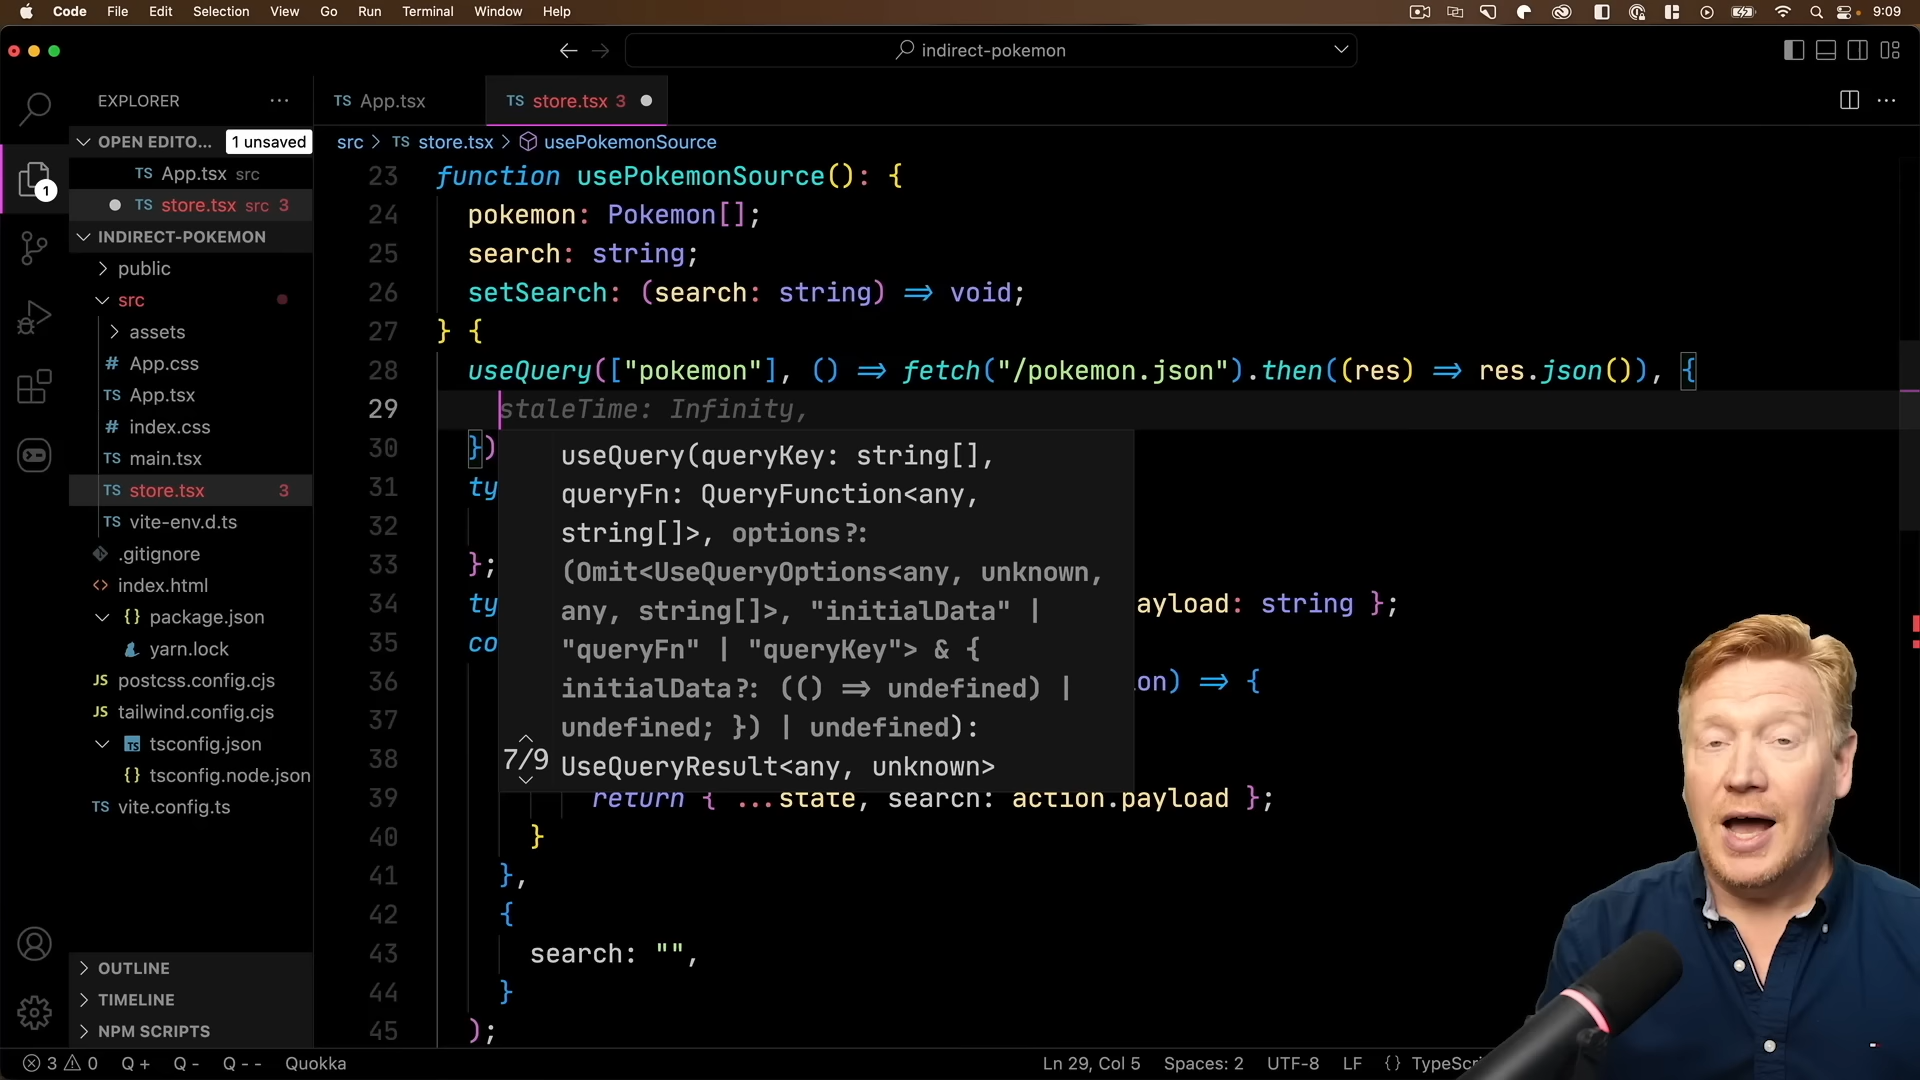 Code File Edit Selection View Go Run Terminal Window Help 9:09
indirect-pokemon
EXPLORER
TS App.tsx
TS store.tsx 3
OPEN EDITO... 1 unsaved
src > TS store.tsx > usePokemonSource
TS App.tsx src
TS store.tsx src 3
INDIRECT-POKEMON
public
src
assets
# App.css
TS App.tsx
# index.css
TS main.tsx
TS store.tsx 3
TS vite-env.d.ts
.gitignore
<> index.html
{} package.json
yarn.lock
JS postcss.config.cjs
JS tailwind.config.cjs
TS tsconfig.json
{} tsconfig.node.json
TS vite.config.ts
OUTLINE
TIMELINE
NPM SCRIPTS
1
23 function usePokemonSource(): {
24 pokemon: Pokemon[];
25 search: string;
26 setSearch: (search: string) => void;
27 } {
28 useQuery(["pokemon"], () => fetch("/pokemon.json").then((res) => res.json()), {
29 staleTime: Infinity,
30 })
31 ty
32
33 };
34 ty ayload: string };
35 co
36 on) => {
37
38
39 return { ...state, search: action.payload };
40 }
41 },
42 {
43 search: "",
44 }
45 );
useQuery(queryKey: string[],
queryFn: QueryFunction<any,
string[]>, options?:
(Omit<UseQueryOptions<any, unknown,
any, string[]>, "initialData" |
"queryFn" | "queryKey"> & {
initialData?: (() => undefined) |
undefined; }) | undefined):
7/9 UseQueryResult<any, unknown>
3 0 Q + Q - Q - - Quokka Ln 29, Col 5 Spaces: 2 UTF-8 LF {} TypeScri